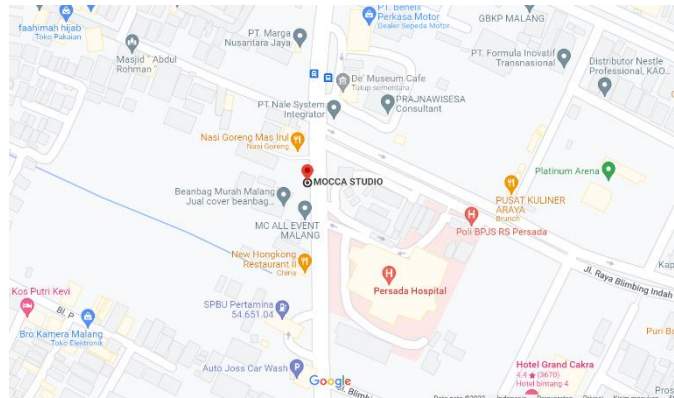 faahimah hijab
Toko Pakaian
PT. Marga
Nusantara Jaya
PT. Beneli
Perkasa Motor
Dealer Sepeda Motor
GBKP MALANG
Masjid " Abdul
Rohman "
PT. Formula Inovatif
Transnasional
Distributor Nestle
Professional, KAO...
De' Museum Cafe
Tutup sementara
PT Nale System
Integrator
PRAJNAWISESA
Consultant
Nasi Goreng Mas Irul
Nasi Goreng
MOCCA STUDIO
Platinum Arena
Beanbag Murah Malang
Jual cover beanbag...
PUSAT KULINER
ARAYA
Brunch
MC ALL EVENT
MALANG
Poli BPJS RS Persada
New Hongkong
Restaurant II
China
Persada Hospital
Jl. Raya Blimbing Indah
Kap
Kos Putri Kevi
Bl. P
SPBU Pertamina
54.651.04
Bro Kamera Malang
Toko Elektronik
Puri Ba
Auto Joss Car Wash
Google
Hotel Grand Cakra
4,4 ★ (3670)
Hotel bintang 4
Pros